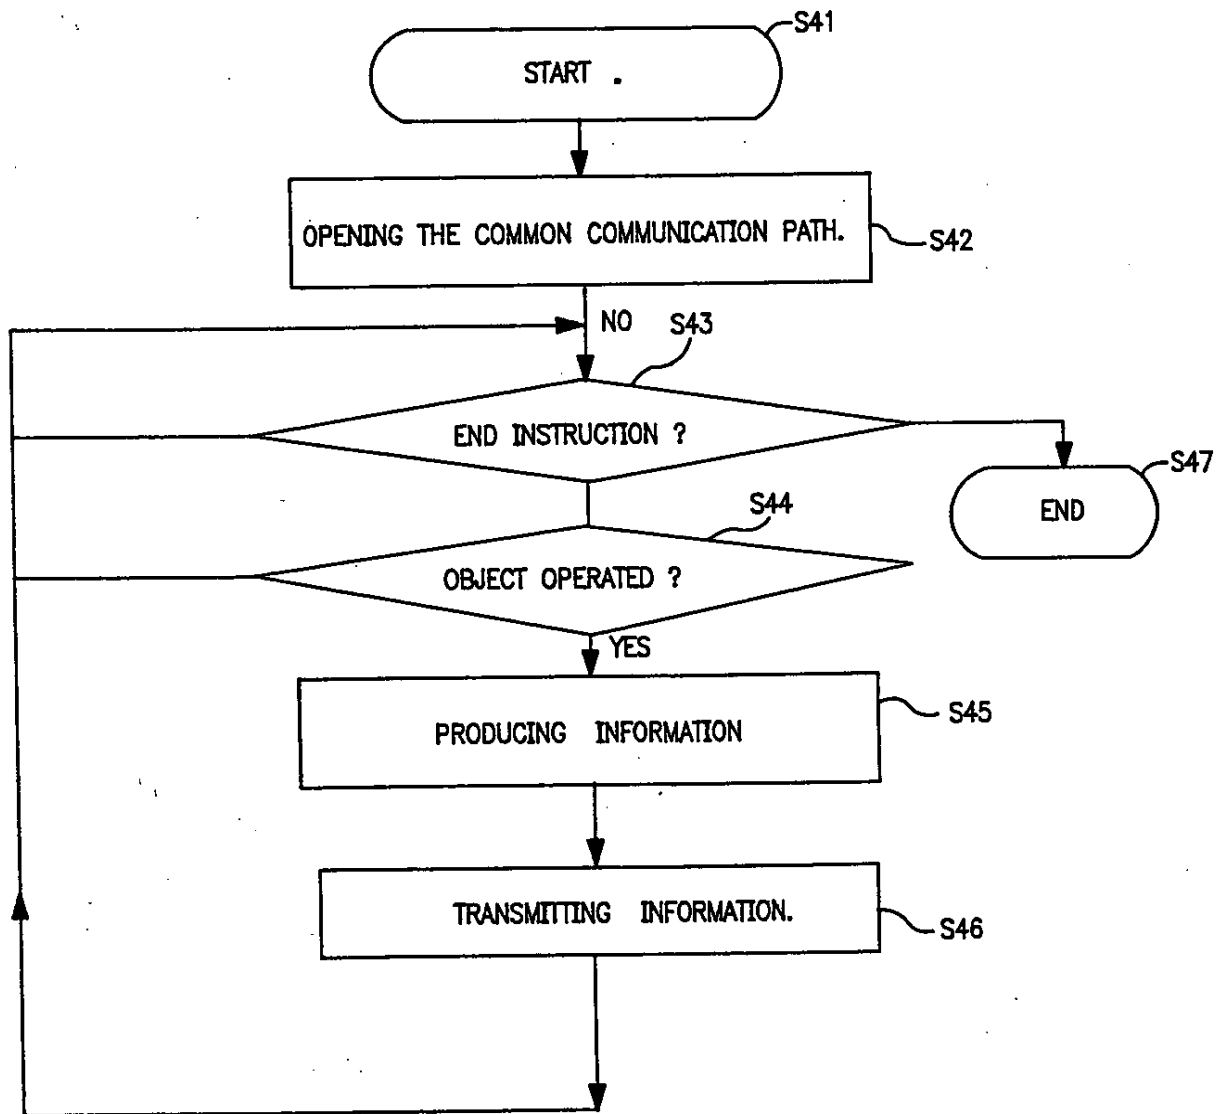 S41
START .
OPENING THE COMMON COMMUNICATION PATH.
S42
NO
S43
END INSTRUCTION ?
S47
END
S44
OBJECT OPERATED ?
YES
S45
PRODUCING INFORMATION
TRANSMITTING INFORMATION.
S46